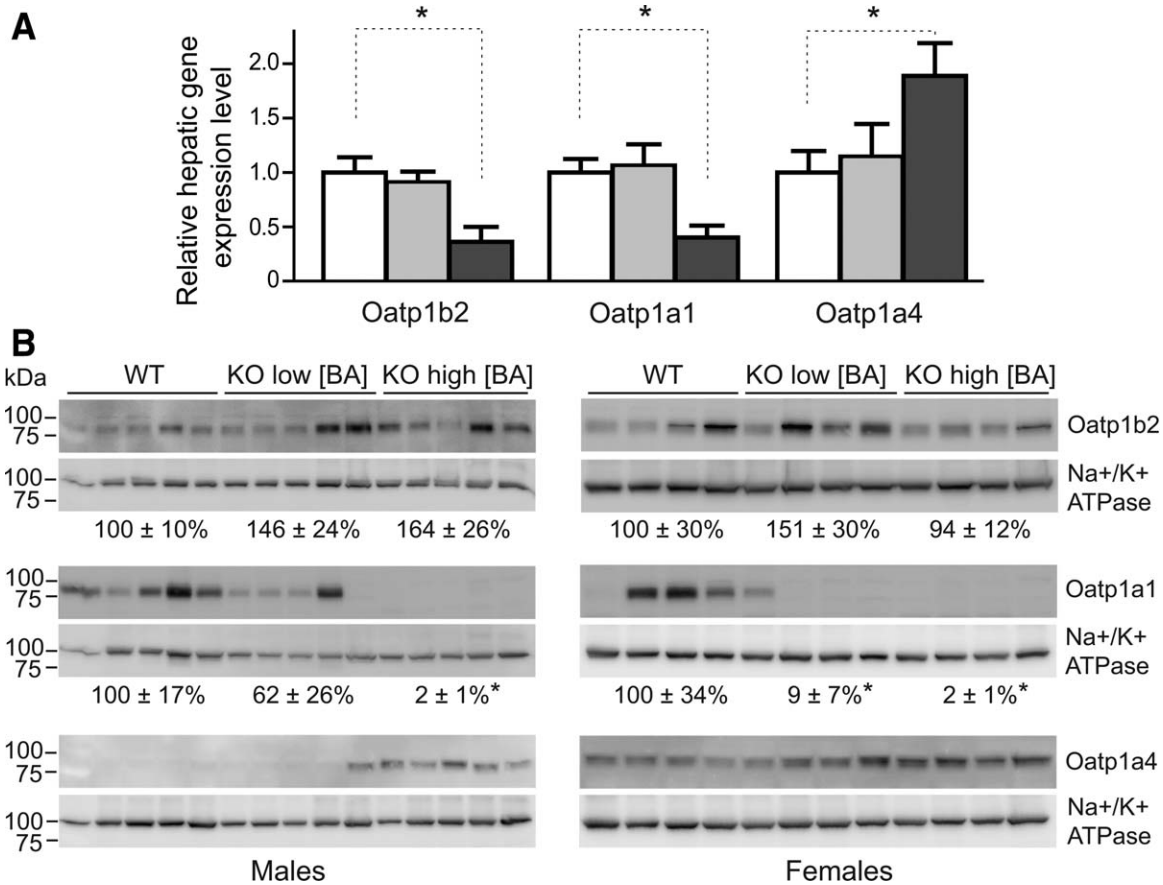 A
* * *
Relative hepatic gene
expression level
2.0
1.5
1.0
0.5
0
Oatp1b2 Oatp1a1 Oatp1a4
B
kDa WT KO low [BA] KO high [BA] WT KO low [BA] KO high [BA]
100
75
Oatp1b2
100
75
Na+/K+
ATPase
100 ± 10% 146 ± 24% 164 ± 26% 100 ± 30% 151 ± 30% 94 ± 12%
100
75
Oatp1a1
100
75
Na+/K+
ATPase
100 ± 17% 62 ± 26% 2 ± 1%* 100 ± 34% 9 ± 7%* 2 ± 1%*
100
75
Oatp1a4
100
75
Na+/K+
ATPase
Males Females